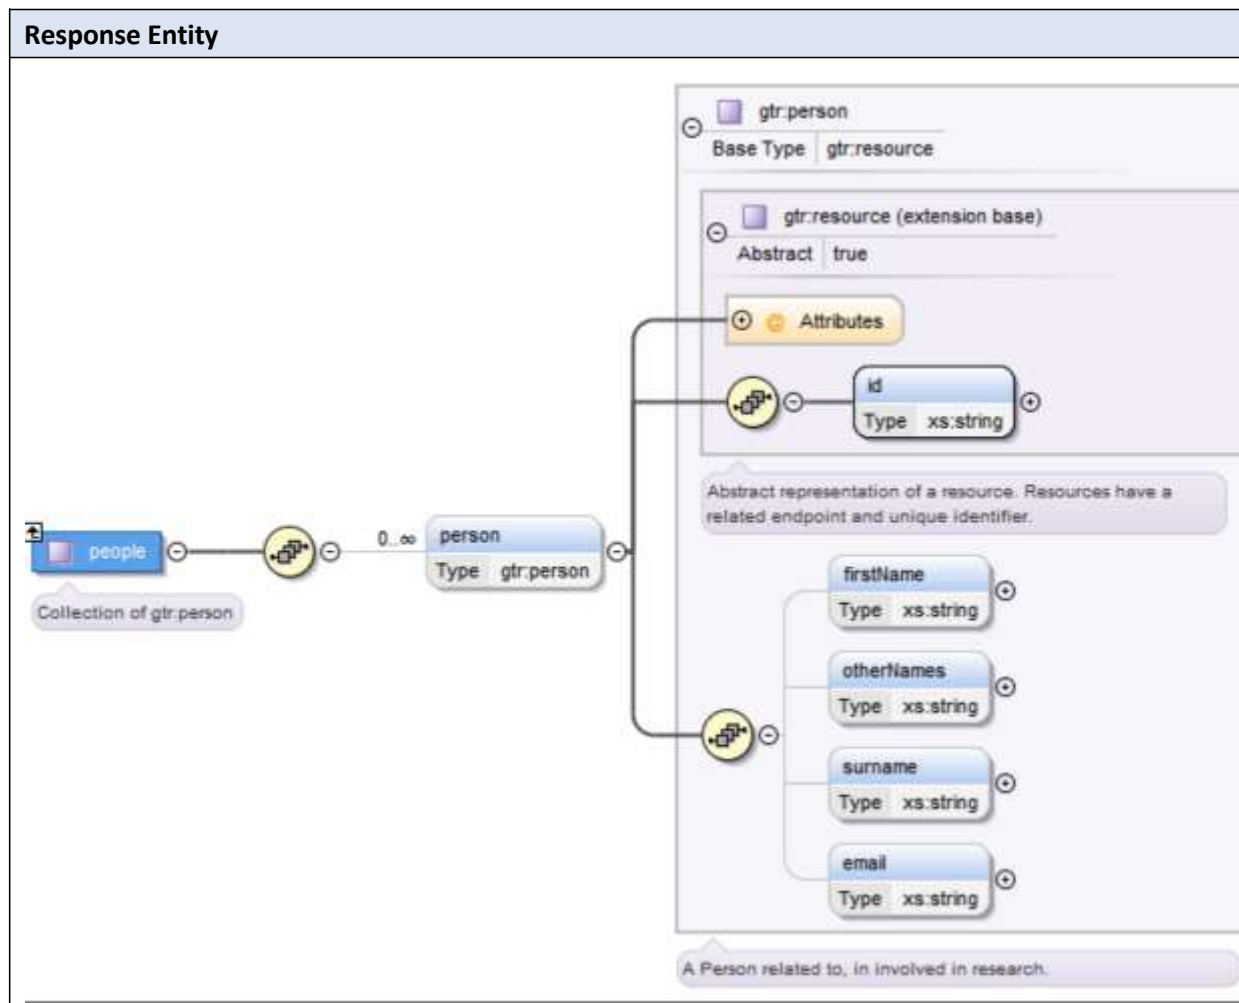 Response Entity
gtr:person
Base Type gtr:resource
gtr:resource (extension base)
Abstract true
@ Attributes
id
Type xs:string
Abstract representation of a resource. Resources have a
related endpoint and unique identifier.
people
0..∞
person
Type gtr:person
Collection of gtr:person
firstName
Type xs:string
otherNames
Type xs:string
surname
Type xs:string
email
Type xs:string
A Person related to, in involved in research.